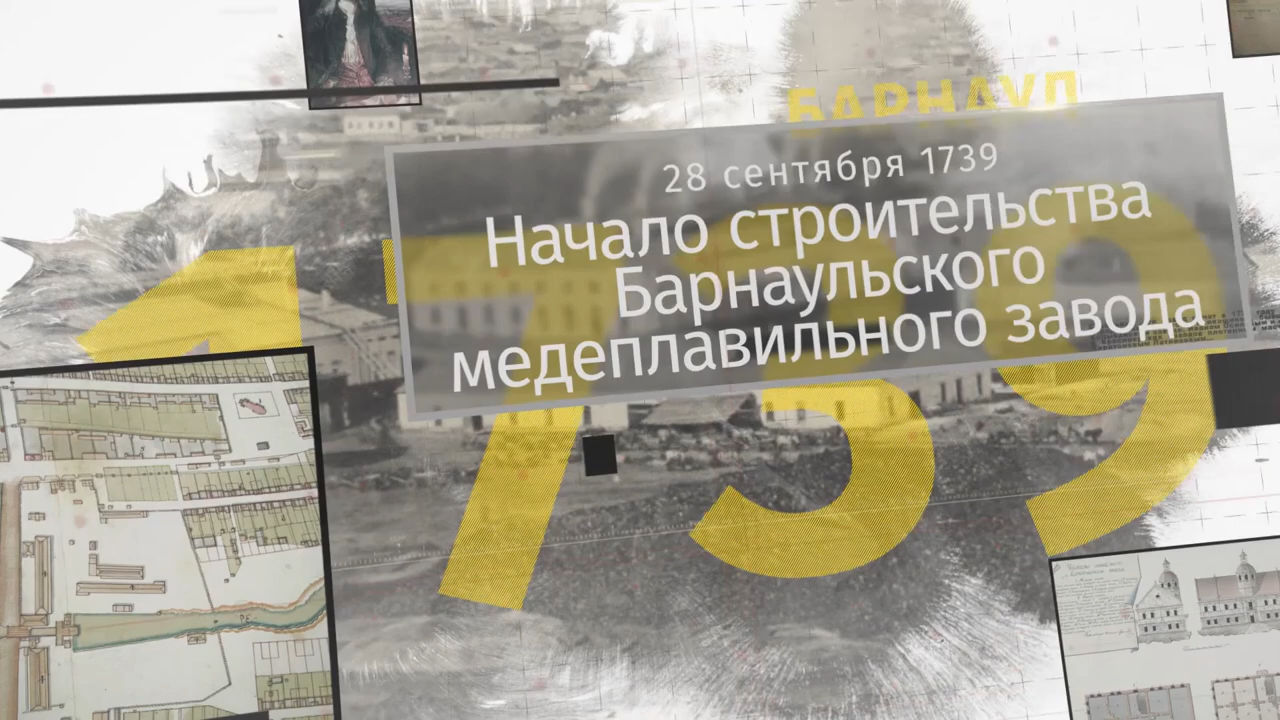 БАРНАУЛ
28 сентября 1739
Начало строительства
Барнаульского
медеплавильного завода
1739